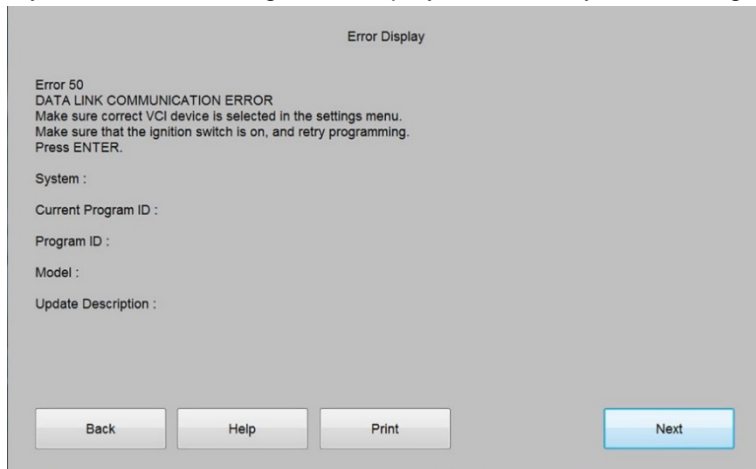 Error Display
Error 50
DATA LINK COMMUNICATION ERROR
Make sure correct VCI device is selected in the settings menu.
Make sure that the ignition switch is on, and retry programming.
Press ENTER.
System :
Current Program ID :
Program ID :
Model :
Update Description :
Back Help Print Next